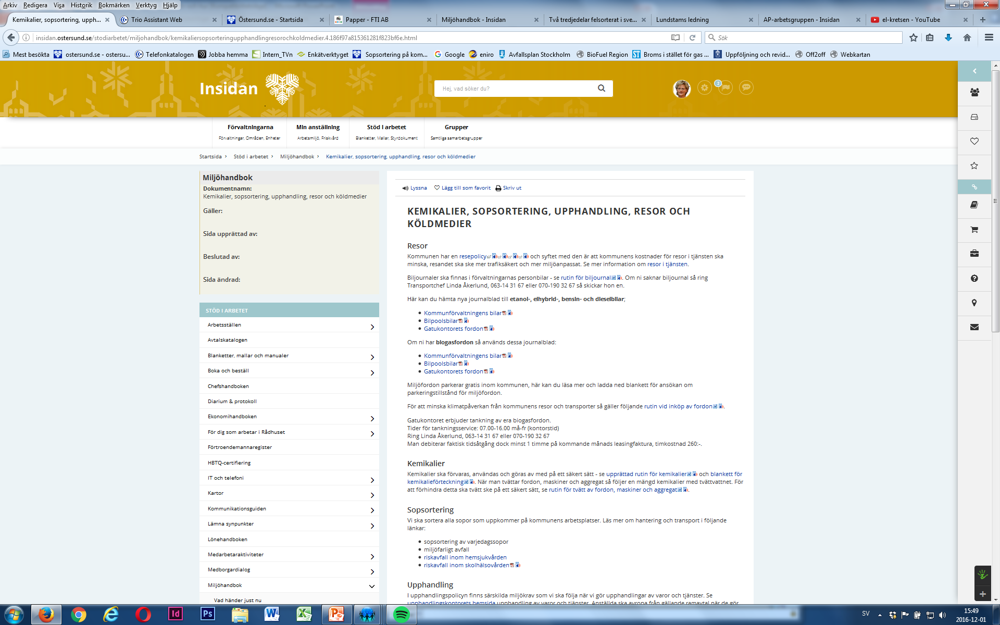 Arkiv Redigera Visa Historik Bokmärken Verktyg Hjälp
Kemikalier, sopsortering, upph...
Trio Assistant Web
Östersund.se - Startsida
Papper - FTI AB
Miljöhandbok - Insidan
Två tredjedelar felsorterat i sve...
Lundstams ledning
AP-arbetsgruppen - Insidan
el-kretsen - YouTube
insidan.ostersund.se/stodiarbetet/miljohandbok/kemikaliersopsorteringupphandlingresorochkoldmedier.4.186f97a815361281f823bf6e.html
Sök
Mest besökta
ostersund.se - ostersu...
Telefonkatalogen
Jobba hemma
Intern_TVn
Enkätverktyget
Sopsortering på kom...
Google
eniro
Avfallsplan Stockholm
BioFuel Region
Broms i stället för gas ...
Uppföljning och revid...
Off2off
Webkartan
Insidan
Hej, vad söker du?
2
Förvaltningarna
Förvaltningar, Områden, Enheter
Min anställning
Arbetsmiljö, Friskvård
Stöd i arbetet
Blanketter, Mallar, Styrdokument
Grupper
Samtliga samarbetsgrupper
Startsida › Stöd i arbetet › Miljöhandbok › Kemikalier, sopsortering, upphandling, resor och köldmedier
Miljöhandbok
Dokumentnamn:
Kemikalier, sopsortering, upphandling, resor och köldmedier
Gäller:
Sida upprättad av:
Beslutad av:
Sida ändrad:
STÖD I ARBETET
Arbetsställen
Avtalskatalogen
Blanketter, mallar och manualer
Boka och beställ
Chefshandboken
Diarium & protokoll
Ekonomihandboken
För dig som arbetar i Rådhuset
Förtroendemannaregister
HBTQ-certifiering
IT och telefoni
Kartor
Kommunikationsguiden
Lämna synpunkter
Lönehandboken
Medarbetaraktiviteter
Medborgardialog
Miljöhandbok
Vad händer just nu
Lyssna Lägg till som favorit Skriv ut
KEMIKALIER, SOPSORTERING, UPPHANDLING, RESOR OCH
KÖLDMEDIER
Resor
Kommunen har en resepolicy och syftet med den är att kommunens kostnader för resor i tjänsten ska
minska, resandet ska ske mer trafiksäkert och mer miljöanpassat. Se mer information om resor i tjänsten.
Biljournaler ska finnas i förvaltningarnas personbilar - se rutin för biljournal. Om ni saknar biljournal så ring
Transportchef Linda Åkerlund, 063-14 31 67 eller 070-190 32 67 så skickar hon en.
Här kan du hämta nya journalblad till etanol-, elhybrid-, bensin- och dieselbilar;
• Kommunförvaltningens bilar
• Bilpoolsbilar
• Gatukontorets fordon
Om ni har biogasfordon så används dessa journalblad:
• Kommunförvaltningens bilar
• Bilpoolsbilar
• Gatukontorets fordon
Miljöfordon parkerar gratis inom kommunen, här kan du läsa mer och ladda ned blankett för ansökan om
parkeringstillstånd för miljöfordon.
För att minska klimatpåverkan från kommunens resor och transporter så gäller följande rutin vid inköp av fordon.
Gatukontoret erbjuder tankning av era biogasfordon.
Tider för tankningsservice: 07.00-16.00 må-fr (kontorstid)
Ring Linda Åkerlund, 063-14 31 67 eller 070-190 32 67
Man debiterar faktisk tidsåtgång dock minst 1 timme på kommande månads leasingfaktura, timkostnad 260:-.
Kemikalier
Kemikalier ska förvaras, användas och göras av med på ett säkert sätt - se upprättad rutin för kemikalier och blankett för
kemikalieförteckning. När man tvättar fordon, maskiner och aggregat så följer en mängd kemikalier med tvättvattnet. För
att förhindra detta ska tvätt ske på ett säkert sätt, se rutin för tvätt av fordon, maskiner och aggregat.
Sopsortering
Vi ska sortera alla sopor som uppkommer på kommunens arbetsplatser. Läs mer om hantering och transport i följande
länkar:
• sopsortering av varjedagssopor
• miljöfarligt avfall
• riskavfall inom hemsjukvården
• riskavfall inom skolhälsovården
Upphandling
I upphandlingspolicyn finns särskilda miljökrav som vi ska följa när vi gör upphandlingar av varor och tjänster. Se
upphandlingskontorets hemsida upphandling av varor och tjänster. Anställda ska avropa från gällande ramavtal när de gör
SV
15:49
2016-12-01